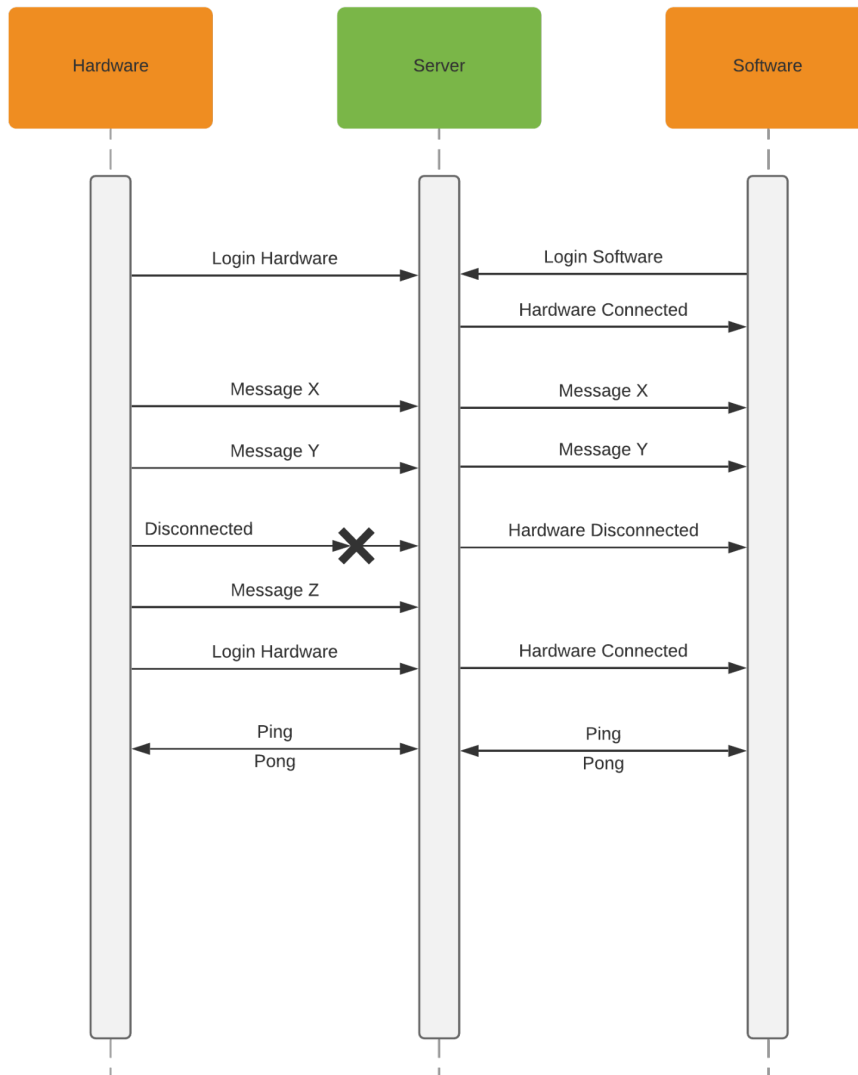 Hardware
Server
Software
Login Hardware
Login Software
Hardware Connected
Message X
Message X
Message Y
Message Y
Disconnected
Hardware Disconnected
Message Z
Login Hardware
Hardware Connected
Ping
Pong
Ping
Pong